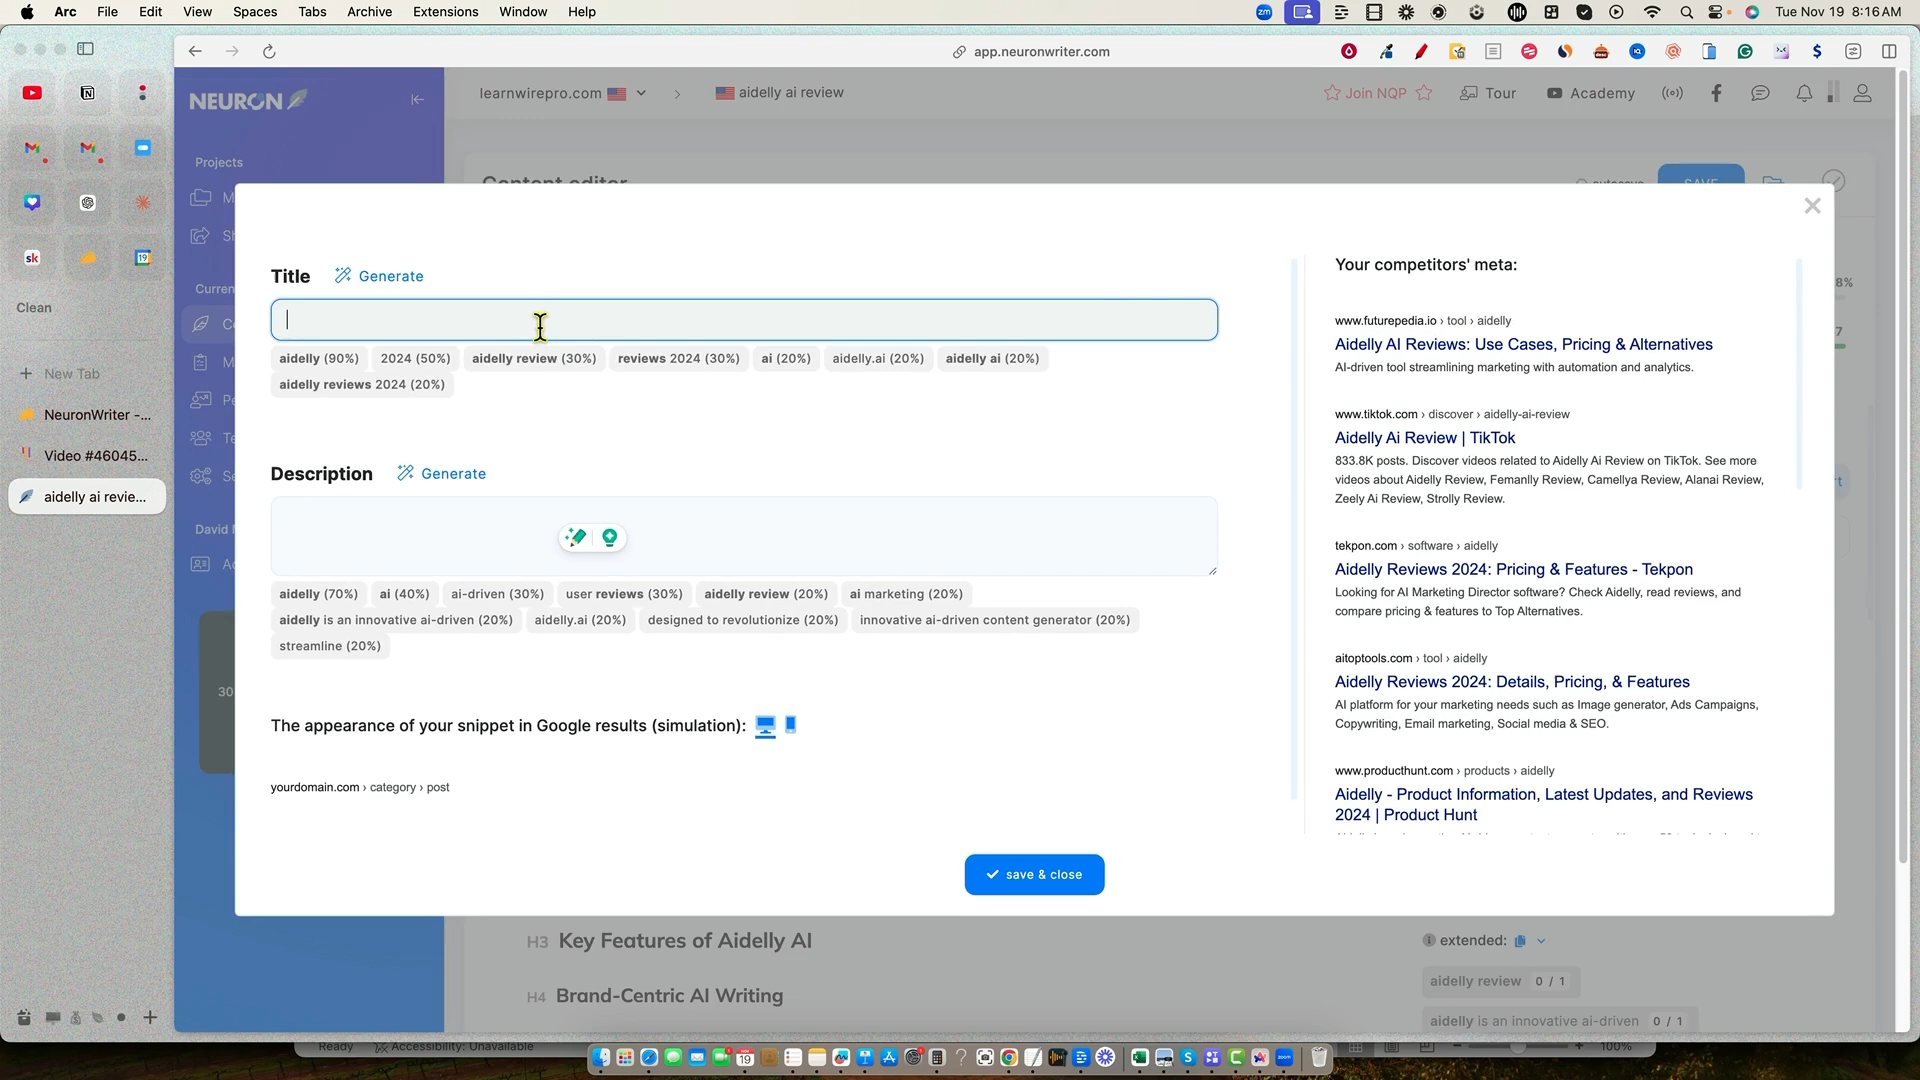 Arc File Edit View Spaces Tabs Archive Extensions Window Help
zm
Tue Nov 19 8:16 AM
app.neuronwriter.com
NEURON
learnwirepro.com
aidelly ai review
Join NQP
Tour
Academy
Projects
Content editor
SAVE
Clean
New Tab
NeuronWriter -...
Video #46045...
aidelly ai revie...
sk
19
Title
Generate
aidelly (90%)
2024 (50%)
aidelly review (30%)
reviews 2024 (30%)
ai (20%)
aidelly.ai (20%)
aidelly ai (20%)
aidelly reviews 2024 (20%)
Description
Generate
aidelly (70%)
ai (40%)
ai-driven (30%)
user reviews (30%)
aidelly review (20%)
ai marketing (20%)
aidelly is an innovative ai-driven (20%)
aidelly.ai (20%)
designed to revolutionize (20%)
innovative ai-driven content generator (20%)
streamline (20%)
The appearance of your snippet in Google results (simulation):
yourdomain.com › category › post
Your competitors' meta:
www.futurepedia.io › tool › aidelly
Aidelly AI Reviews: Use Cases, Pricing & Alternatives
AI-driven tool streamlining marketing with automation and analytics.
www.tiktok.com › discover › aidelly-ai-review
Aidelly Ai Review | TikTok
833.8K posts. Discover videos related to Aidelly Ai Review on TikTok. See more
videos about Aidelly Review, Femanlly Review, Camellya Review, Alanai Review,
Zeely Ai Review, Strolly Review.
tekpon.com › software › aidelly
Aidelly Reviews 2024: Pricing & Features - Tekpon
Looking for AI Marketing Director software? Check Aidelly, read reviews, and
compare pricing & features to Top Alternatives.
aitoptools.com › tool › aidelly
Aidelly Reviews 2024: Details, Pricing, & Features
AI platform for your marketing needs such as Image generator, Ads Campaigns,
Copywriting, Email marketing, Social media & SEO.
www.producthunt.com › products › aidelly
Aidelly - Product Information, Latest Updates, and Reviews
2024 | Product Hunt
save & close
H3 Key Features of Aidelly AI
H4 Brand-Centric AI Writing
extended:
aidelly review 0 / 1
aidelly is an innovative ai-driven 0 / 1
Ready
Accessibility: Unavailable
100%